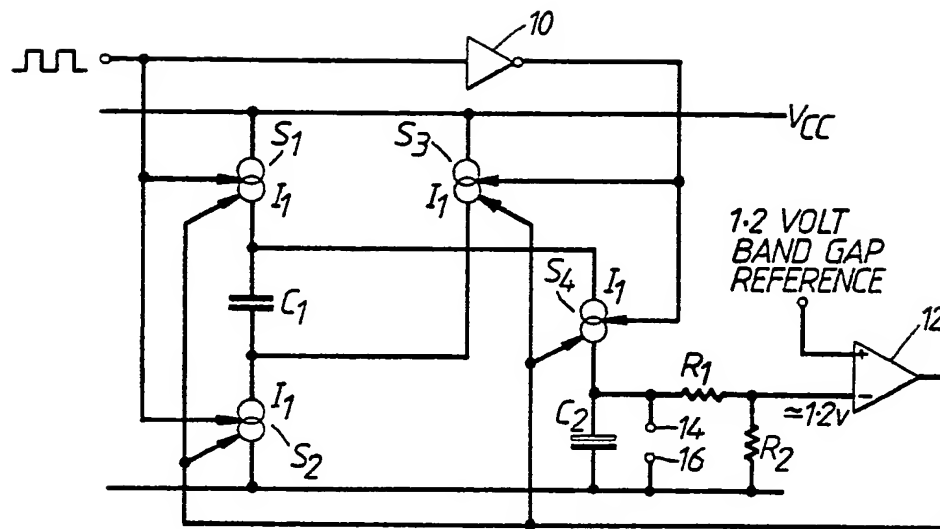 10
V_CC
S1
S3
I1
I1
1·2 VOLT
BAND GAP
REFERENCE
S4
I1
12
C1
+
R1
−
≃1·2v
I1
C2
14
R2
S2
16